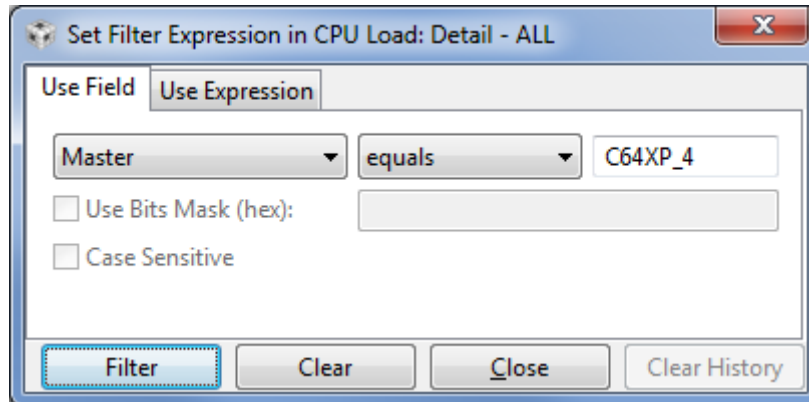 Set Filter Expression in CPU Load: Detail - ALL
Use Field Use Expression
Master equals C64XP_4
Use Bits Mask (hex):
Case Sensitive
Filter Clear Close Clear History